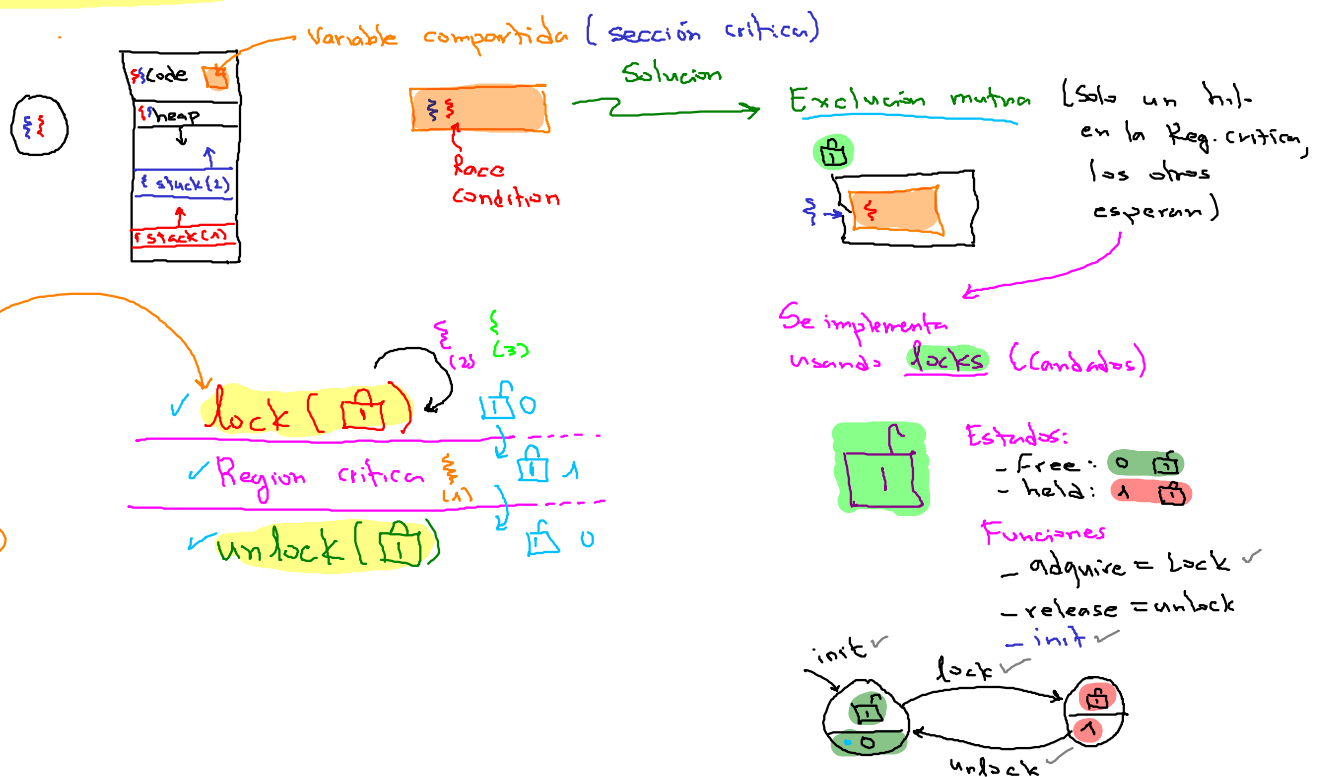 Variable compartida (sección critica)
code
heap
stack(2)
stack(1)
Race
condition
Solucion
Exclución mutua
(Solo un hilo
en la Reg. critica,
los otros
esperan)
Se implementa
usando locks (Candados)
(2)
(3)
lock( )
0
Region critica
(1)
1
unlock( )
0
Estados:
- Free: 0
- held: 1
Funciones
- adquire = Lock
- release = unlock
- init
init
lock
0
1
unlock